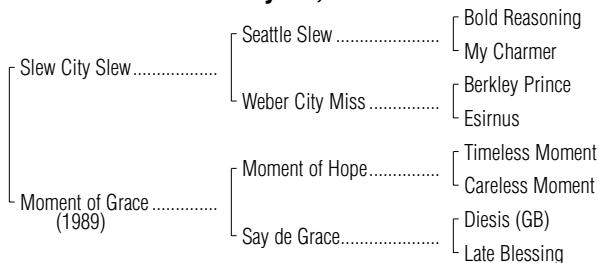 Bold Reasoning
Seattle Slew
My Charmer
Slew City Slew
Berkley Prince
Weber City Miss
Esirnus
Timeless Moment
Moment of Hope
Careless Moment
Moment of Grace
(1989)
Diesis (GB)
Say de Grace
Late Blessing